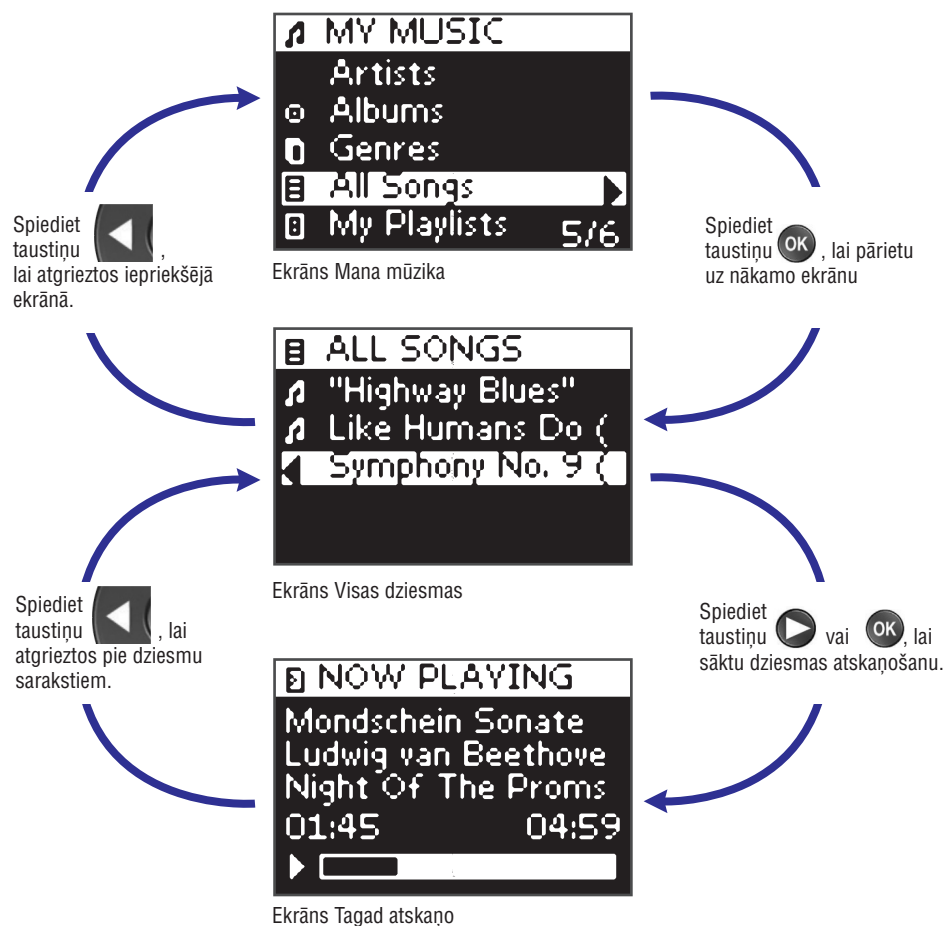 MY MUSIC
Artists
Albums
Genres
All Songs
My Playlists 5/6
Ekrāns Mana mūzika
Spiediet
taustiņu ,
lai atgrieztos iepriekšējā
ekrānā.
Spiediet
taustiņu OK , lai pārietu
uz nākamo ekrānu
ALL SONGS
"Highway Blues"
Like Humans Do (
Symphony No. 9 (
Ekrāns Visas dziesmas
Spiediet
taustiņu , lai
atgrieztos pie dziesmu
sarakstiem.
Spiediet
taustiņu vai OK, lai
sāktu dziesmas atskaņošanu.
NOW PLAYING
Mondschein Sonate
Ludwig van Beethove
Night Of The Proms
01:45 04:59
Ekrāns Tagad atskaņo